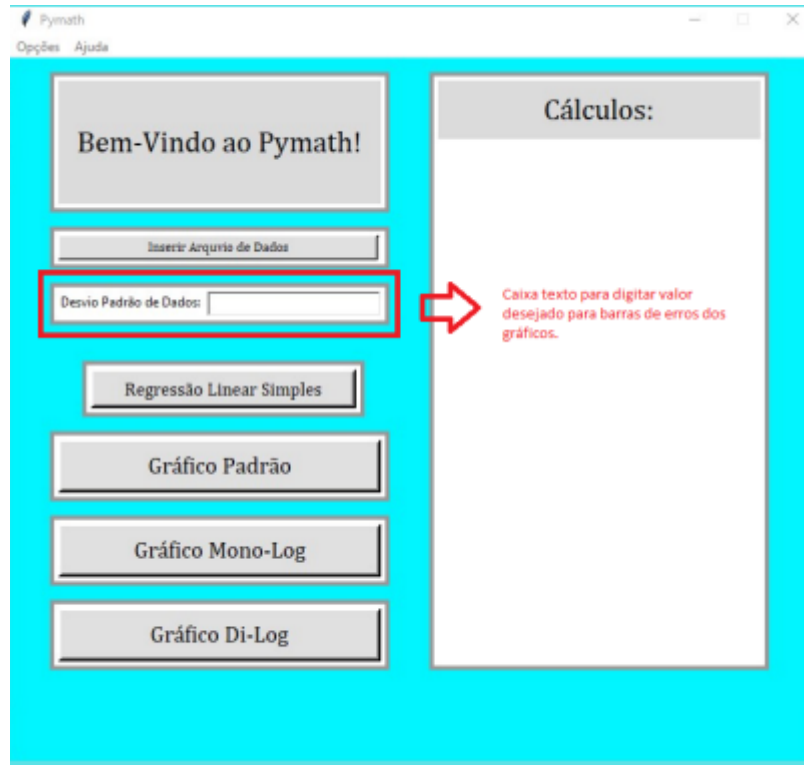 Pymath
Opções Ajuda
Bem-Vindo ao Pymath!
Inserir Arquvio de Dados
Desvio Padrão de Dados:
Regressão Linear Simples
Gráfico Padrão
Gráfico Mono-Log
Gráfico Di-Log
Cálculos:
Caixa texto para digitar valor
desejado para barras de erros dos
gráficos.